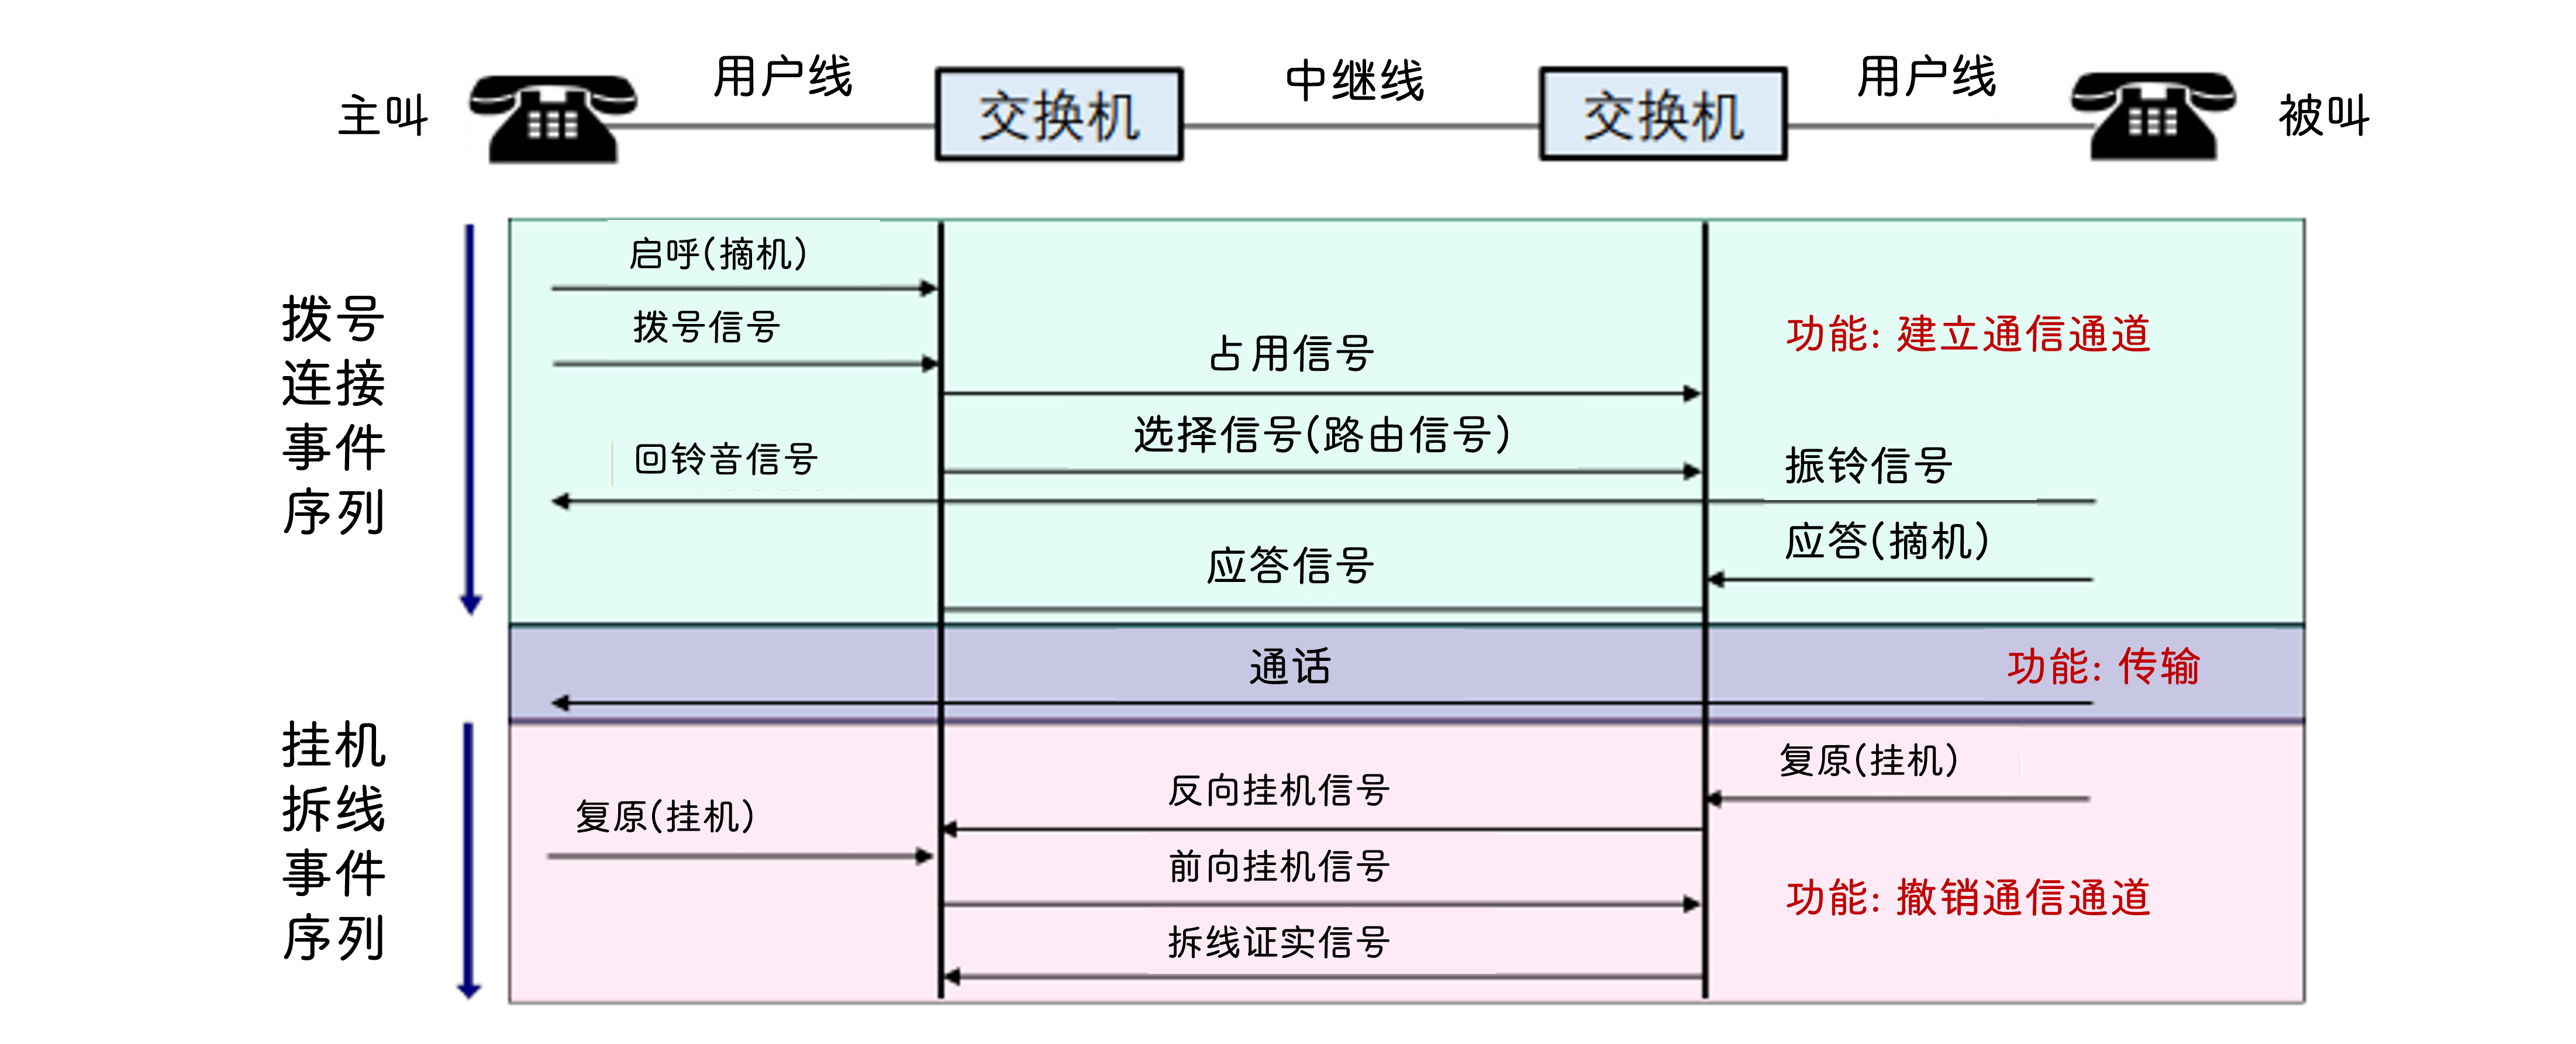 主叫
用户线
交换机
中继线
交换机
用户线
被叫
拨号
连接
事件
序列
启呼(摘机)
拨号信号
占用信号
功能: 建立通信通道
选择信号(路由信号)
回铃音信号
振铃信号
应答(摘机)
应答信号
通话
功能: 传输
挂机
拆线
事件
序列
复原(挂机)
反向挂机信号
复原(挂机)
前向挂机信号
功能: 撤销通信通道
拆线证实信号